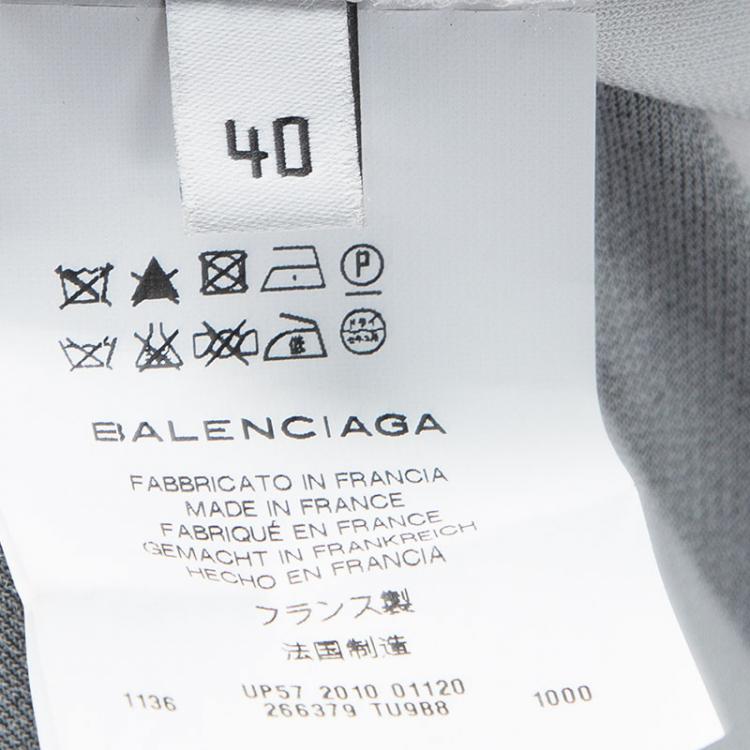 40
P
ドライ
セキユ系
低
BALENCIAGA
FABBRICATO IN FRANCIA
MADE IN FRANCE
FABRIQUÉ EN FRANCE
GEMACHT IN FRANKREICH
HECHO EN FRANCIA
フランス製
法国制造
1136 UP57 2010 01120 1000
266379 TU9B8